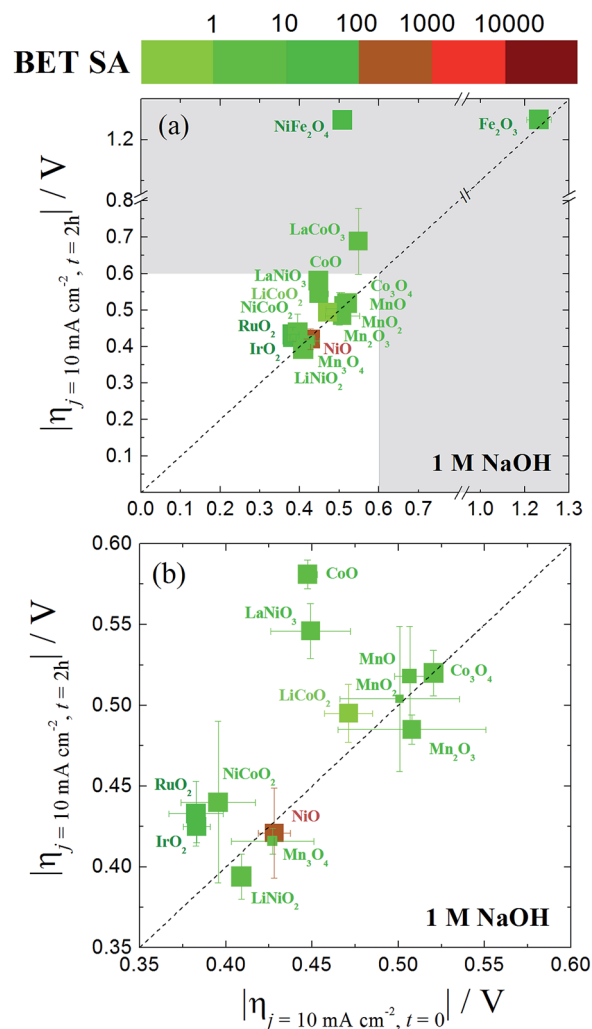 1 10 100 1000 10000
BET SA
(a)
NiFe₂O₄ Fe₂O₃
1.2
0.8
LaCoO₃
0.7
CoO
0.6
LaNiO₃
Co₃O₄
LiCoO₂
MnO
0.5
NiCoO₂
MnO₂
RuO₂
Mn₂O₃
0.4
IrO₂ NiO
Mn₃O₄
0.3
LiNiO₂
0.2
0.1
1 M NaOH
|η j = 10 mA cm⁻², t = 2h| / V
0.0 0.1 0.2 0.3 0.4 0.5 0.6 0.7 1.0 1.2 1.3
0.60
(b)
CoO
0.55
LaNiO₃
MnO
Co₃O₄
MnO₂
LiCoO₂
0.50
Mn₂O₃
NiCoO₂
RuO₂
0.45
NiO
IrO₂
Mn₃O₄
0.40
LiNiO₂
1 M NaOH
0.35
|η j = 10 mA cm⁻², t = 2h| / V
0.35 0.40 0.45 0.50 0.55 0.60
|η j = 10 mA cm⁻², t = 0| / V